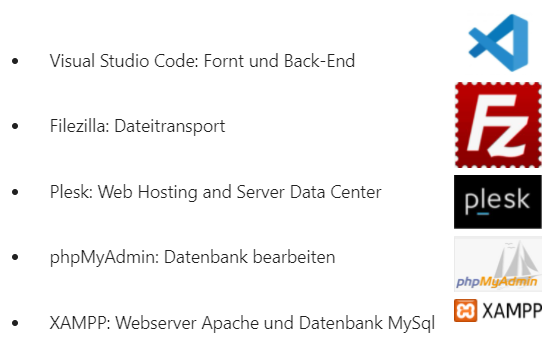 • Visual Studio Code: Fornt und Back-End
• Filezilla: Dateitransport
Fz
• Plesk: Web Hosting and Server Data Center
plesk
• phpMyAdmin: Datenbank bearbeiten
phpMyAdmin
• XAMPP: Webserver Apache und Datenbank MySql
XAMPP